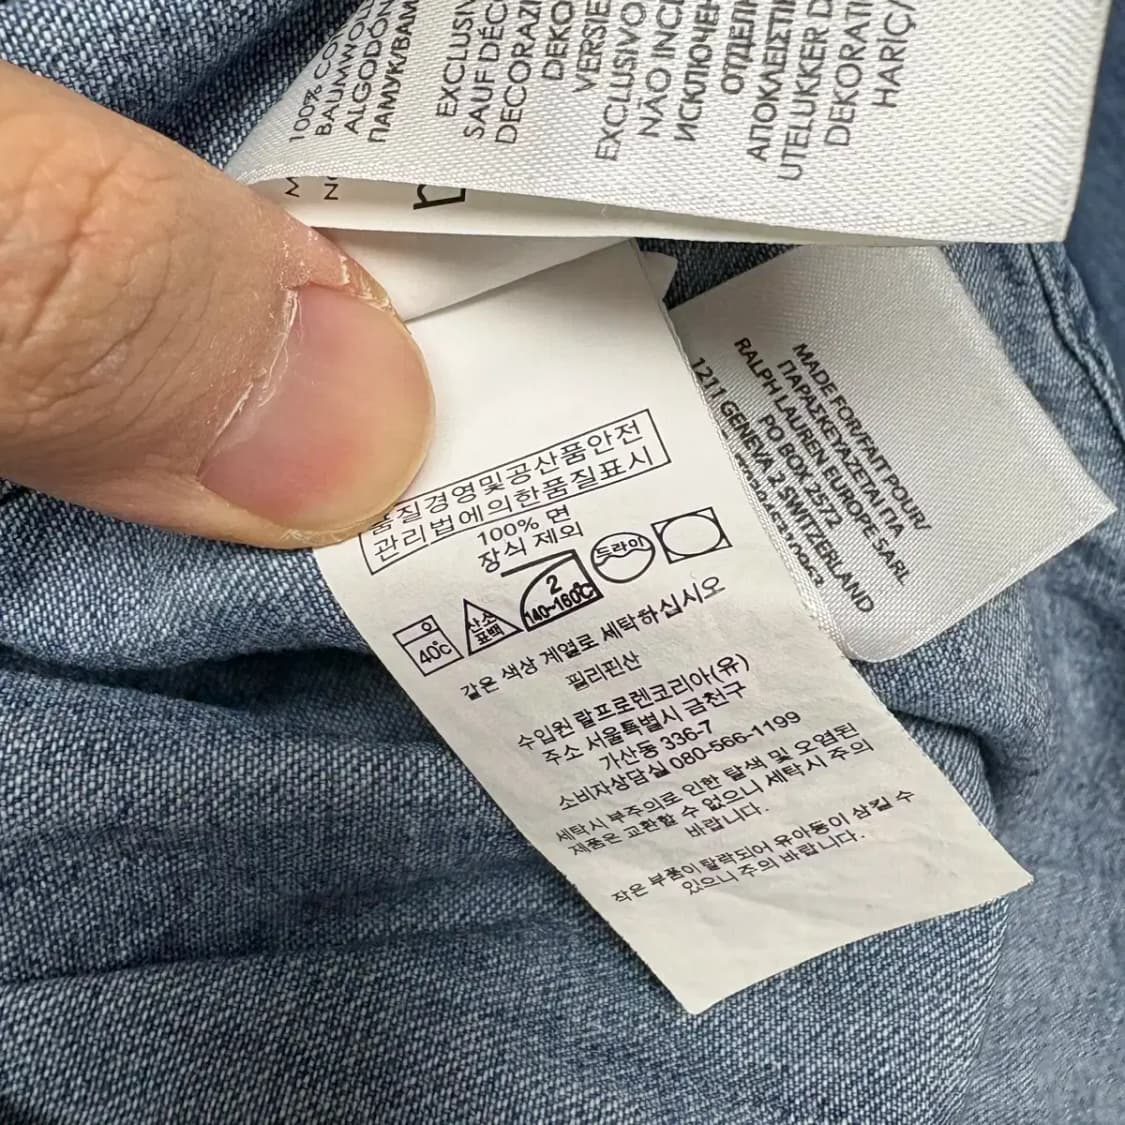 100% CO
BAUMWOL
ALGODÓN
ΠΑΜΥΚ/ΒΑΜ
EXCLUSIV
SAUF DÉC
DECORAZI
DEKO
VERSIE
EXCLUSIVO
NÃO INCL
ИСКЛЮЧЕН
ОТДЕЛК
ΑΠΟΚΛΕΙΣΤΙ
UTELUKKER D
DEKORATI
HARİÇ/
품질경영및공산품안전
관리법에의한품질표시
100% 면
장식 제외
약
40℃
산소
표백
2
140~160℃
드라이
같은 색상 계열로 세탁하십시오
필리핀산
수입원 랄프로렌코리아(유)
주소 서울특별시 금천구
가산동 336-7
소비자상담실 080-566-1199
세탁시 부주의로 인한 탈색 및 오염된
제품은 교환할 수 없으니 세탁시 주의
바랍니다.
작은 부품이 탈락되어 유아동이 삼킬 수
있으니 주의 바랍니다.
MADE FOR/FAIT POUR/
ΠΑΡΑΣΚΕΥΑΖΕΤΑΙ ΓΙΑ
RALPH LAUREN EUROPE SARL
PO BOX 2572
1211 GENEVA 2 SWITZERLAND